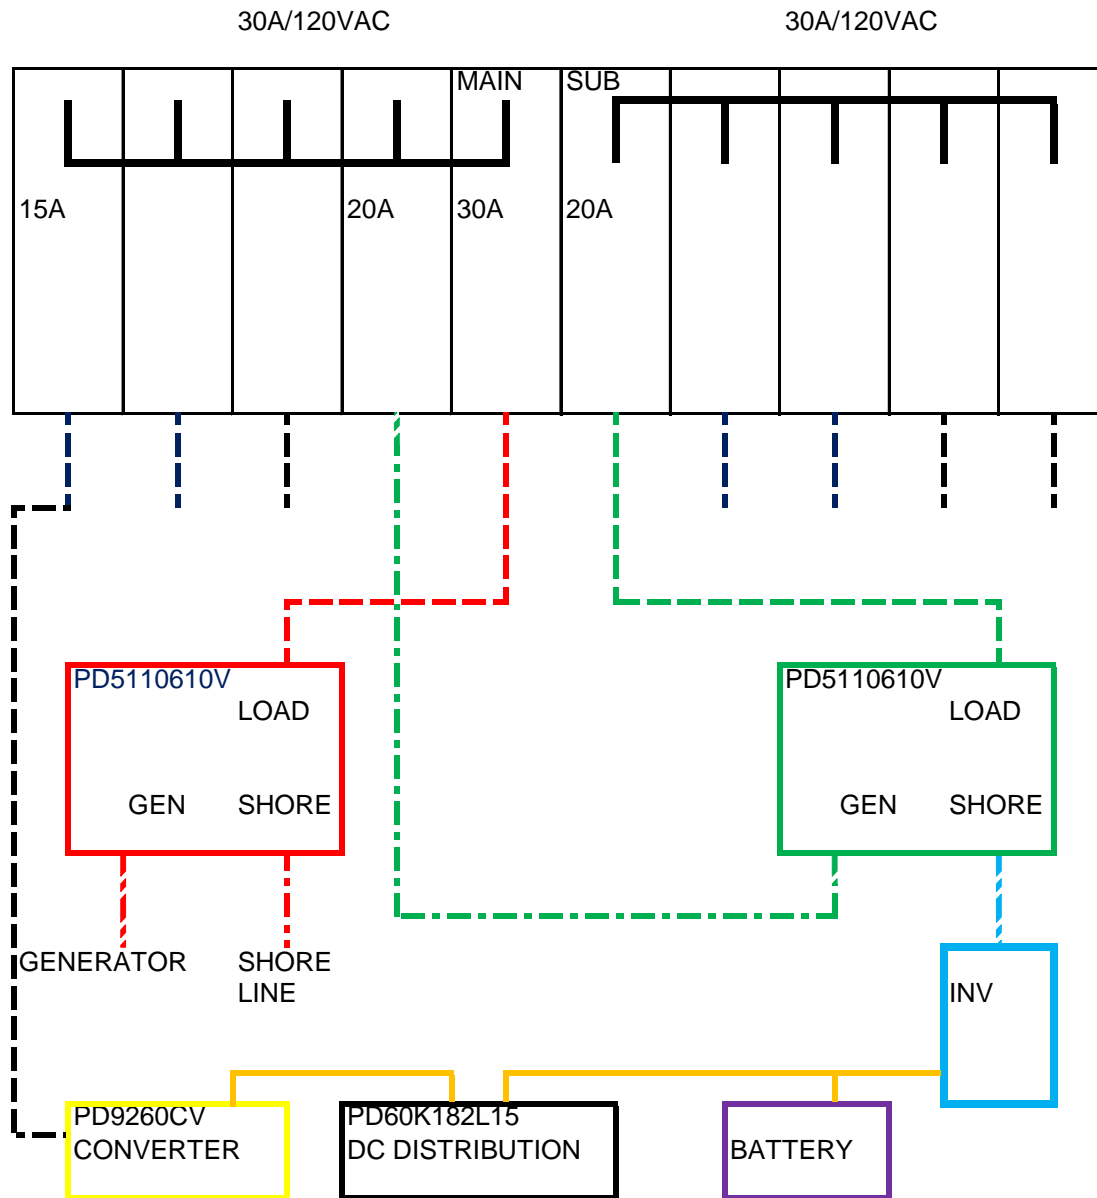 30A/120VAC
30A/120VAC
MAIN
SUB
15A
20A
30A
20A
PD5110610V
LOAD
GEN
SHORE
PD5110610V
LOAD
GEN
SHORE
GENERATOR
SHORE
LINE
INV
PD9260CV
CONVERTER
PD60K182L15
DC DISTRIBUTION
BATTERY